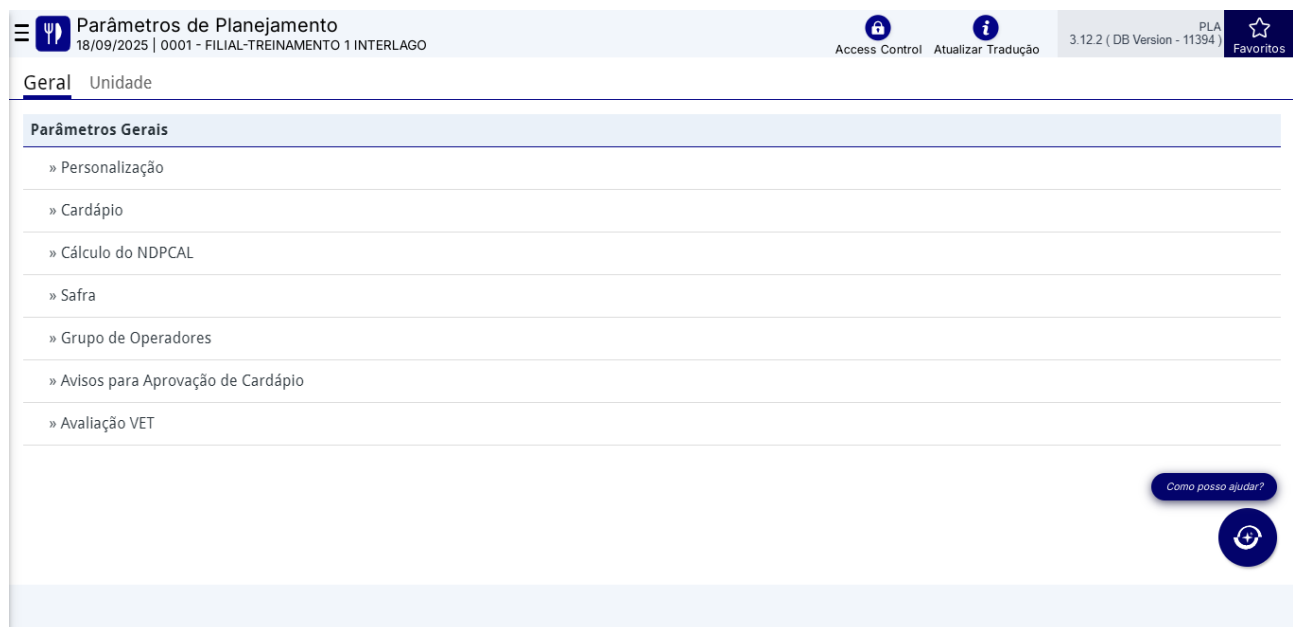 Parâmetros de Planejamento
18/09/2025 | 0001 - FILIAL-TREINAMENTO 1 INTERLAGO
Access Control
Atualizar Tradução
PLA
3.12.2 ( DB Version - 11394 )
Favoritos
Geral
Unidade
Parâmetros Gerais
» Personalização
» Cardápio
» Cálculo do NDPCAL
» Safra
» Grupo de Operadores
» Avisos para Aprovação de Cardápio
» Avaliação VET
Como posso ajudar?